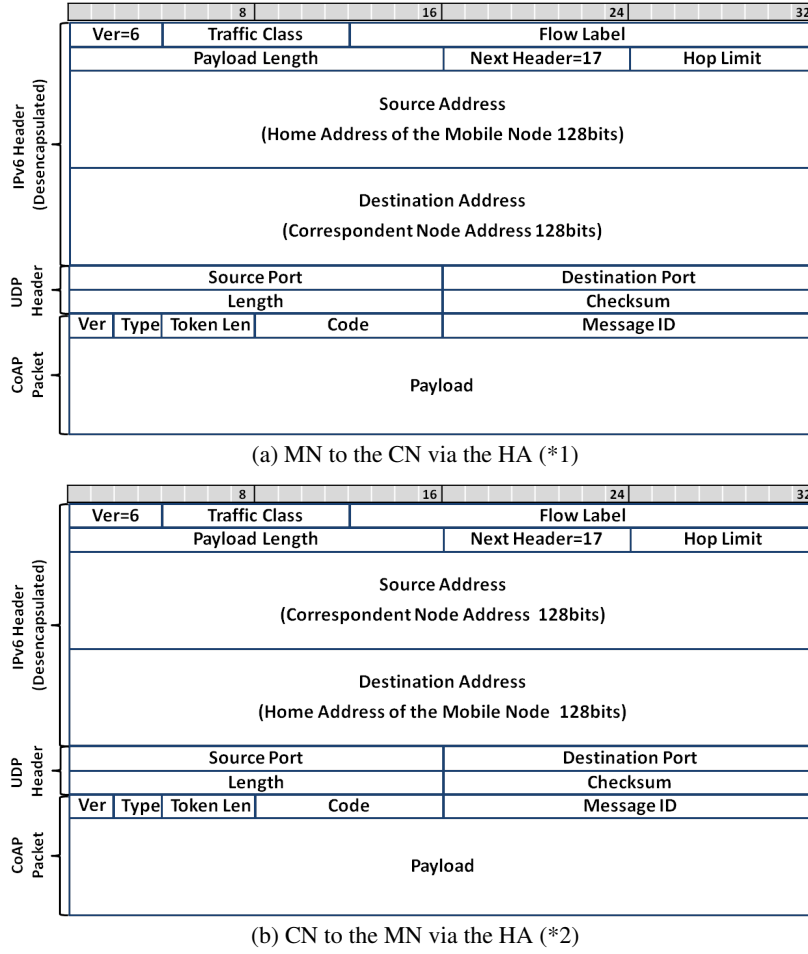 8 16 24 32
Ver=6 Traffic Class Flow Label
Payload Length Next Header=17 Hop Limit
IPv6 Header
(Desencapsulated)
Source Address
(Home Address of the Mobile Node 128bits)
Destination Address
(Correspondent Node Address 128bits)
UDP
Header
Source Port Destination Port
Length Checksum
Ver Type Token Len Code Message ID
CoAP
Packet
Payload
(a) MN to the CN via the HA (*1)
8 16 24 32
Ver=6 Traffic Class Flow Label
Payload Length Next Header=17 Hop Limit
IPv6 Header
(Desencapsulated)
Source Address
(Correspondent Node Address 128bits)
Destination Address
(Home Address of the Mobile Node 128bits)
UDP
Header
Source Port Destination Port
Length Checksum
Ver Type Token Len Code Message ID
CoAP
Packet
Payload
(b) CN to the MN via the HA (*2)